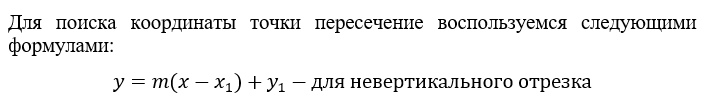 Для поиска координаты точки пересечение воспользуемся следующими
формулами:
y = m(x − x₁) + y₁ − для невертикального отрезка